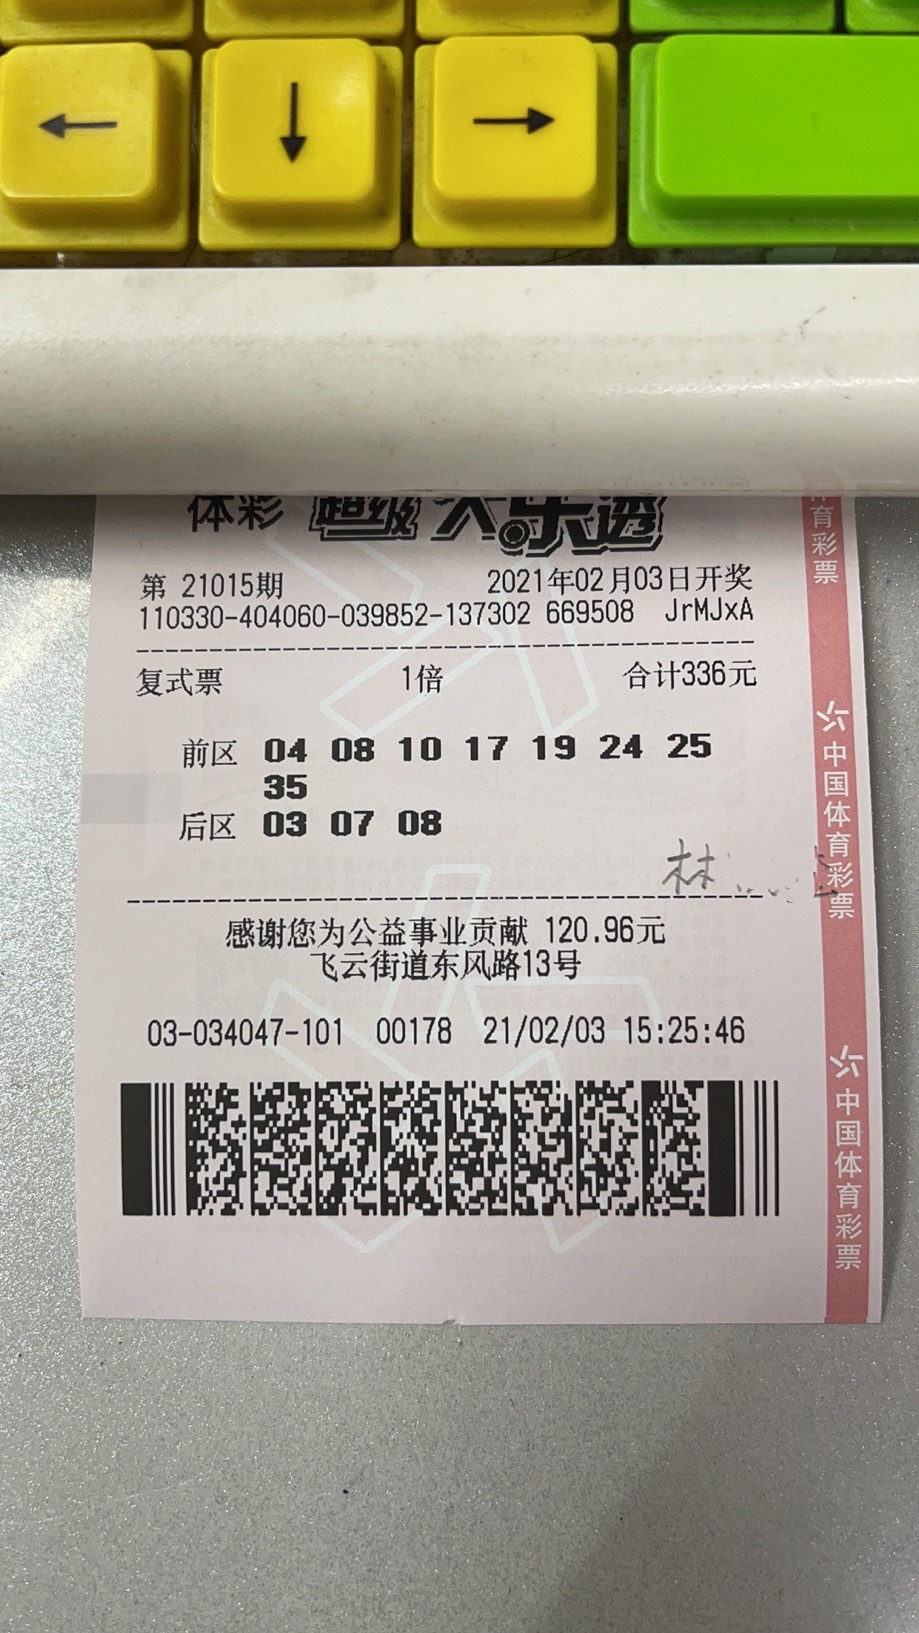 ←
↓
→
体彩 超级大乐透
第 21015期 2021年02月03日开奖
110330-404060-039852-137302 669508 JrMJxA
复式票 1倍 合计336元
前区 04 08 10 17 19 24 25
35
后区 03 07 08
林
感谢您为公益事业贡献 120.96元
飞云街道东风路13号
03-034047-101 00178 21/02/03 15:25:46
体育彩票
中国体育彩票
中国体育彩票